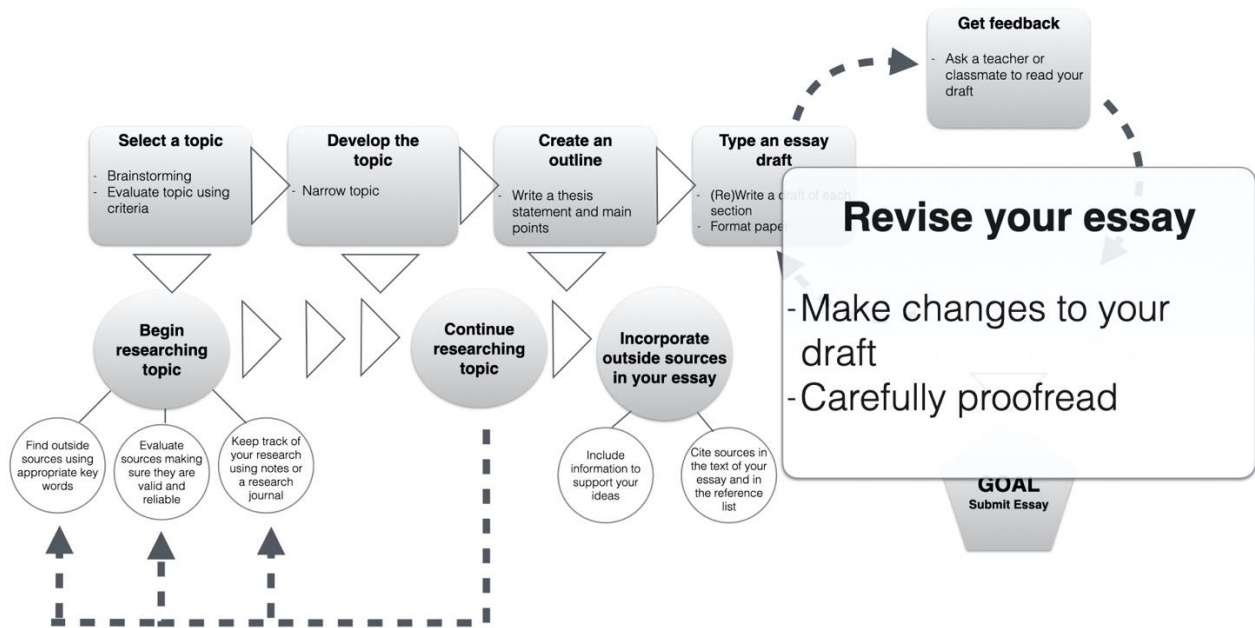 Get feedback
- Ask a teacher or
classmate to read your
draft
Select a topic
- Brainstorming
- Evaluate topic using
criteria
Develop the
topic
- Narrow topic
Create an
outline
- Write a thesis
statement and main
points
Type an essay
draft
- (Re)Write a draft of each
section
- Format paper
Revise your essay
- Make changes to your
draft
- Carefully proofread
Begin
researching
topic
Continue
researching
topic
Incorporate
outside sources
in your essay
Find outside
sources using
appropriate key
words
Evaluate
sources making
sure they are
valid and
reliable
Keep track of
your research
using notes or
a research
journal
Include
information to
support your
ideas
Cite sources in
the text of your
essay and in
the reference
list
GOAL
Submit Essay